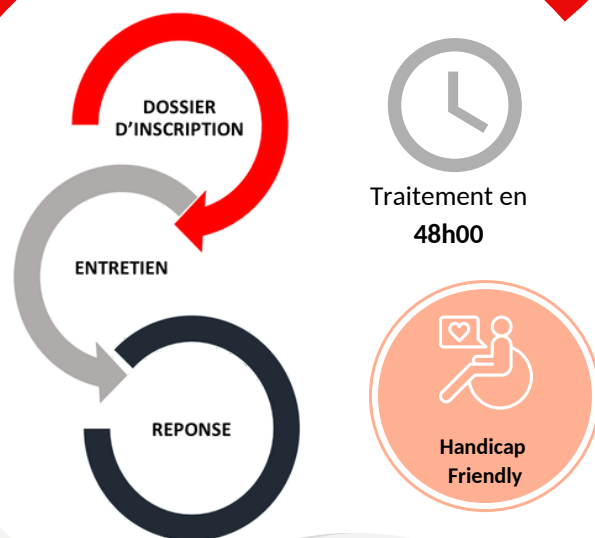 DOSSIER
D'INSCRIPTION
ENTRETIEN
REPONSE
Traitement en
48h00
Handicap
Friendly